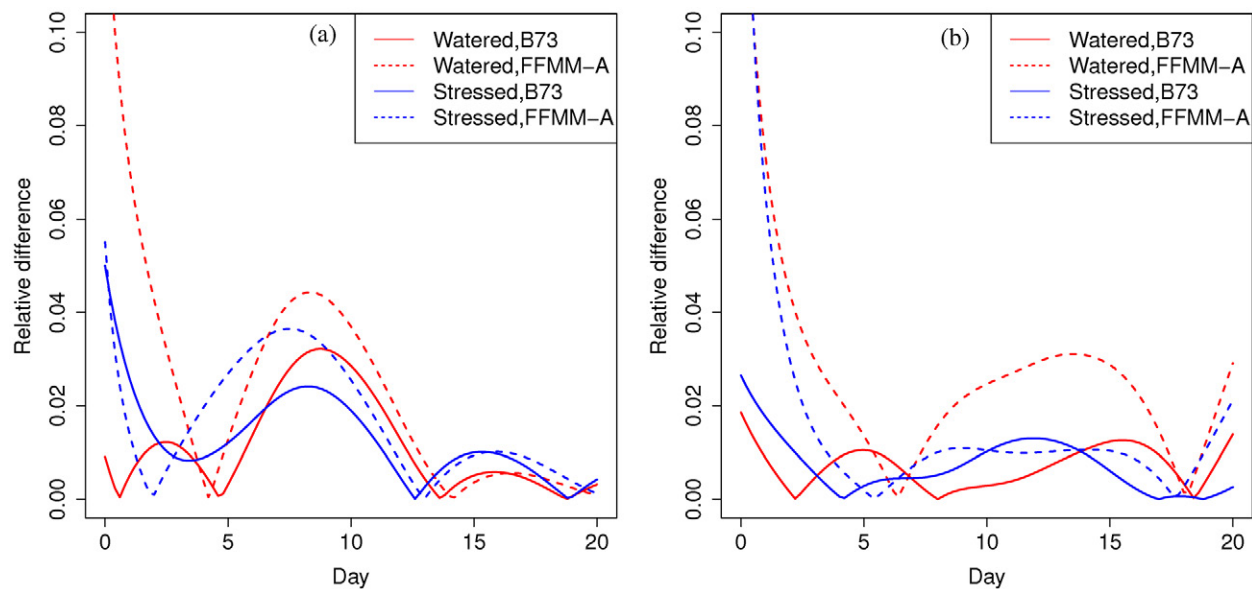 (a)
Watered,B73
Watered,FFMM-A
Stressed,B73
Stressed,FFMM-A
Relative difference
0.10
0.08
0.06
0.04
0.02
0.00
0 5 10 15 20
Day
(b)
Watered,B73
Watered,FFMM-A
Stressed,B73
Stressed,FFMM-A
Relative difference
0.10
0.08
0.06
0.04
0.02
0.00
0 5 10 15 20
Day